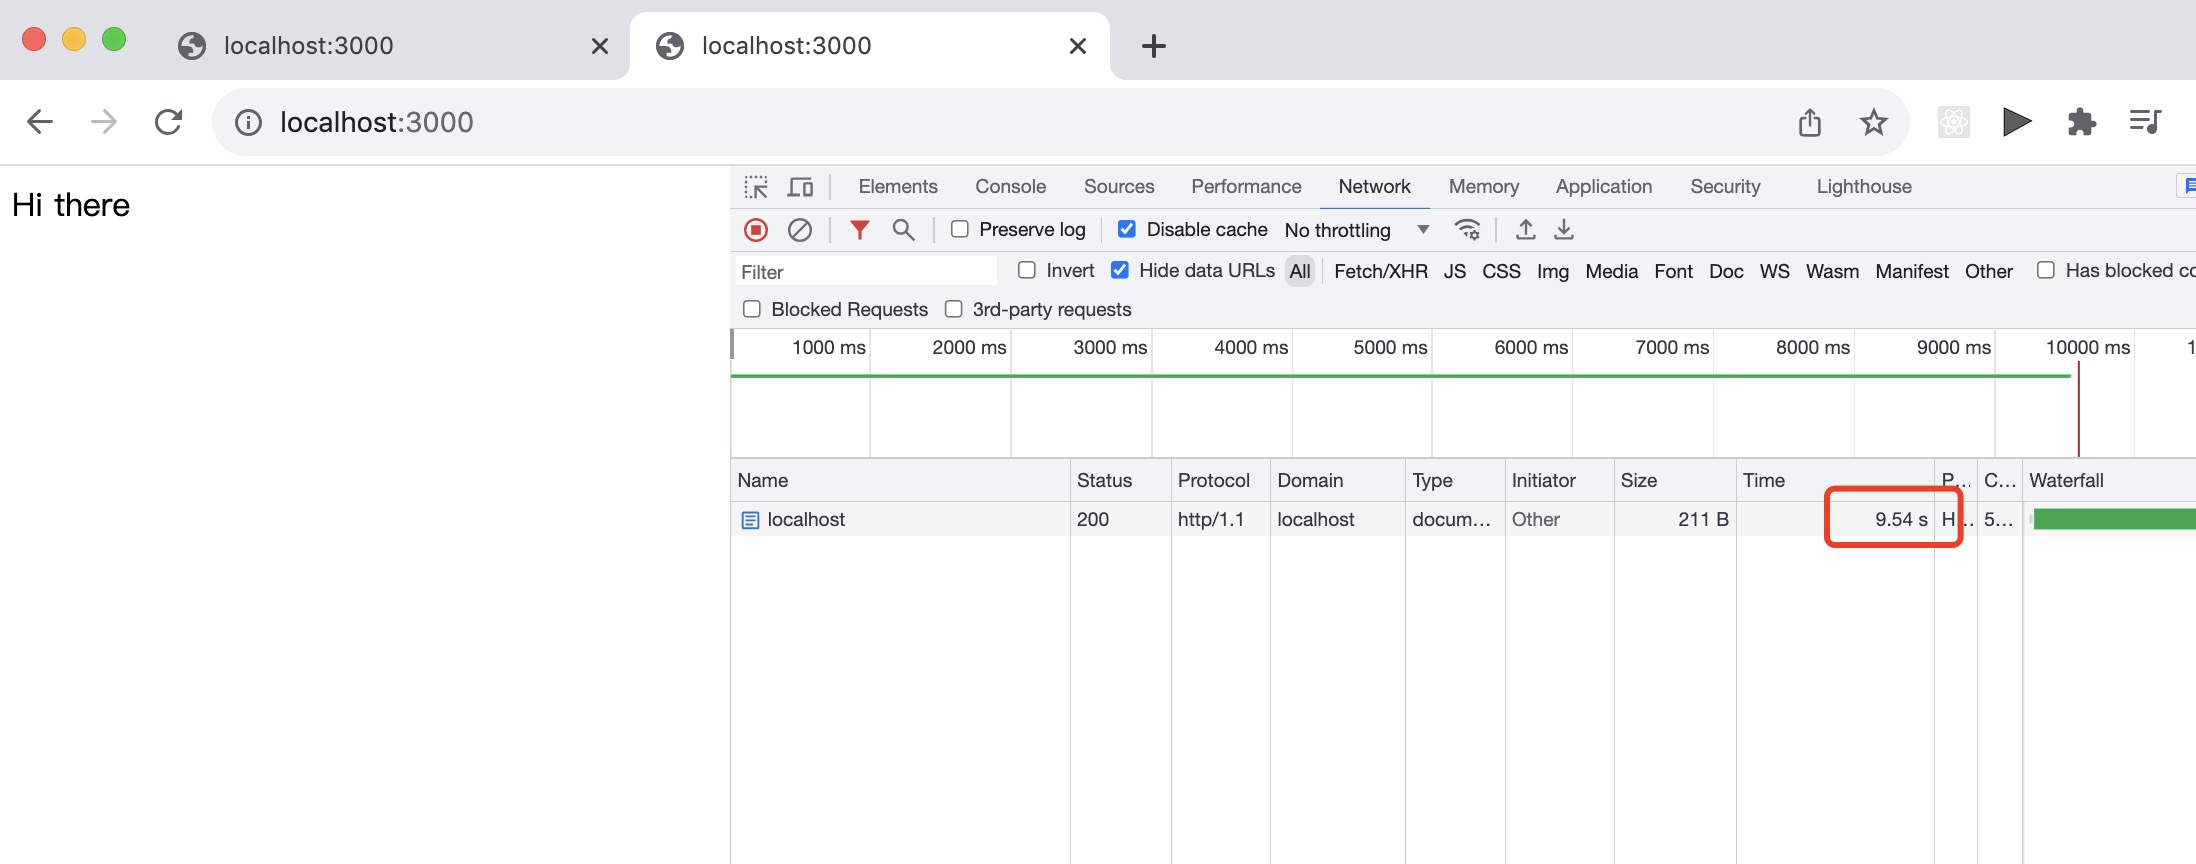 localhost:3000 localhost:3000
localhost:3000
Hi there
Elements Console Sources Performance Network Memory Application Security Lighthouse
Preserve log Disable cache No throttling
Filter Invert Hide data URLs All Fetch/XHR JS CSS Img Media Font Doc WS Wasm Manifest Other Has blocked co
Blocked Requests 3rd-party requests
1000 ms 2000 ms 3000 ms 4000 ms 5000 ms 6000 ms 7000 ms 8000 ms 9000 ms 10000 ms 1
Name Status Protocol Domain Type Initiator Size Time P... C... Waterfall
localhost 200 http/1.1 localhost docum... Other 211 B 9.54 s H... 5...